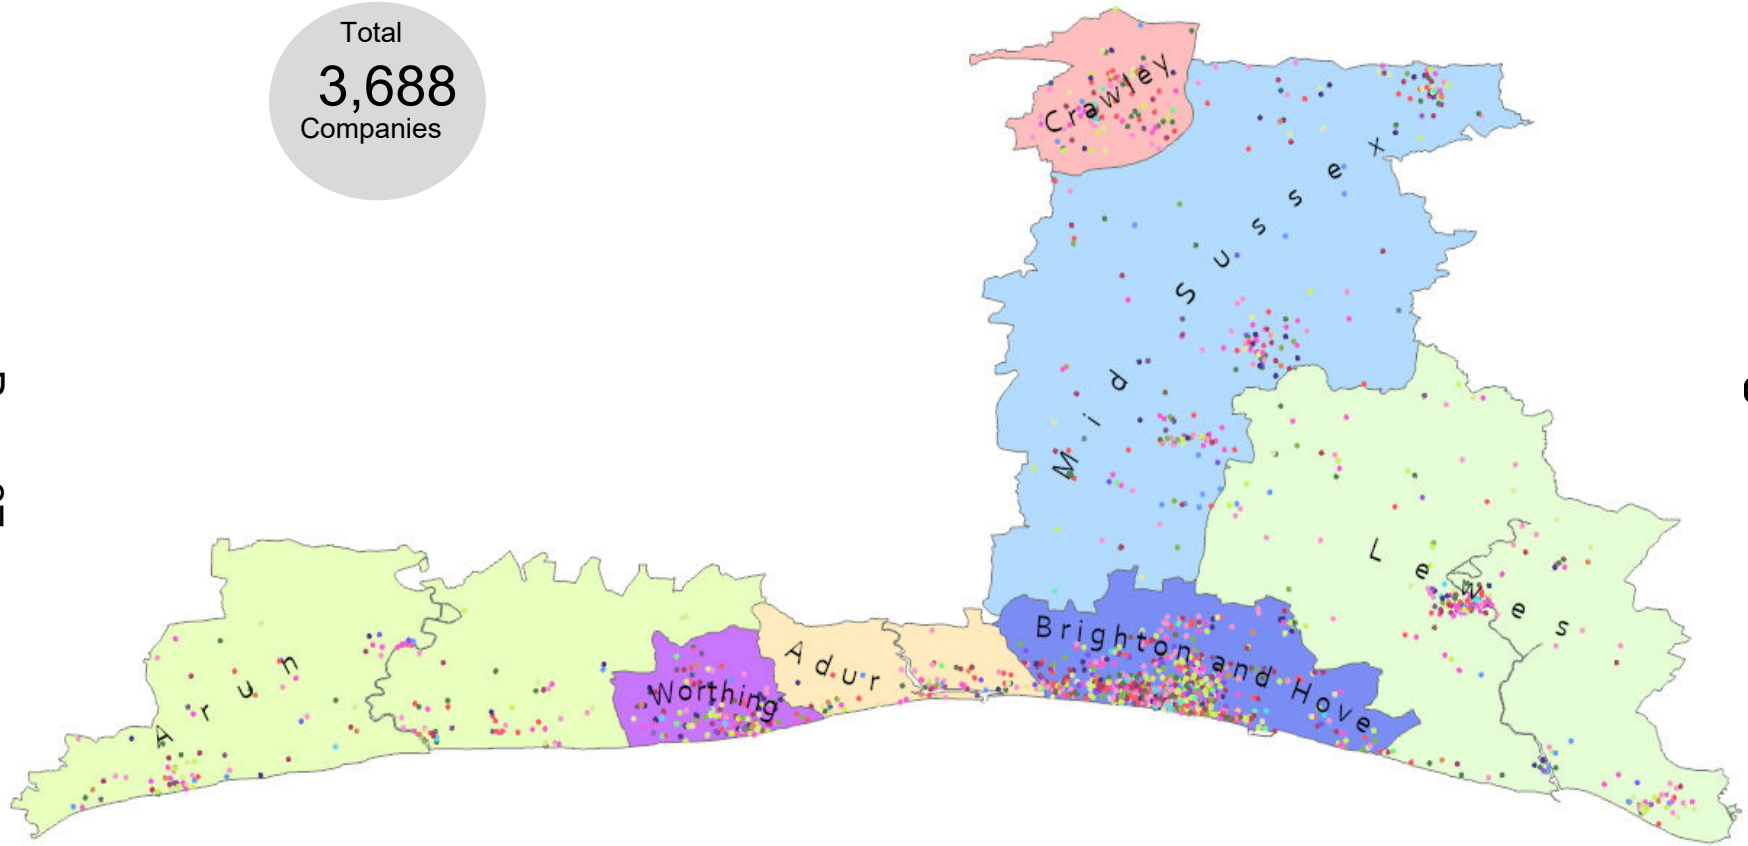 Total
3,688
Companies
Crawley
Mid Sussex
Lewes
Brighton and Hove
Adur
Worthing
Arun